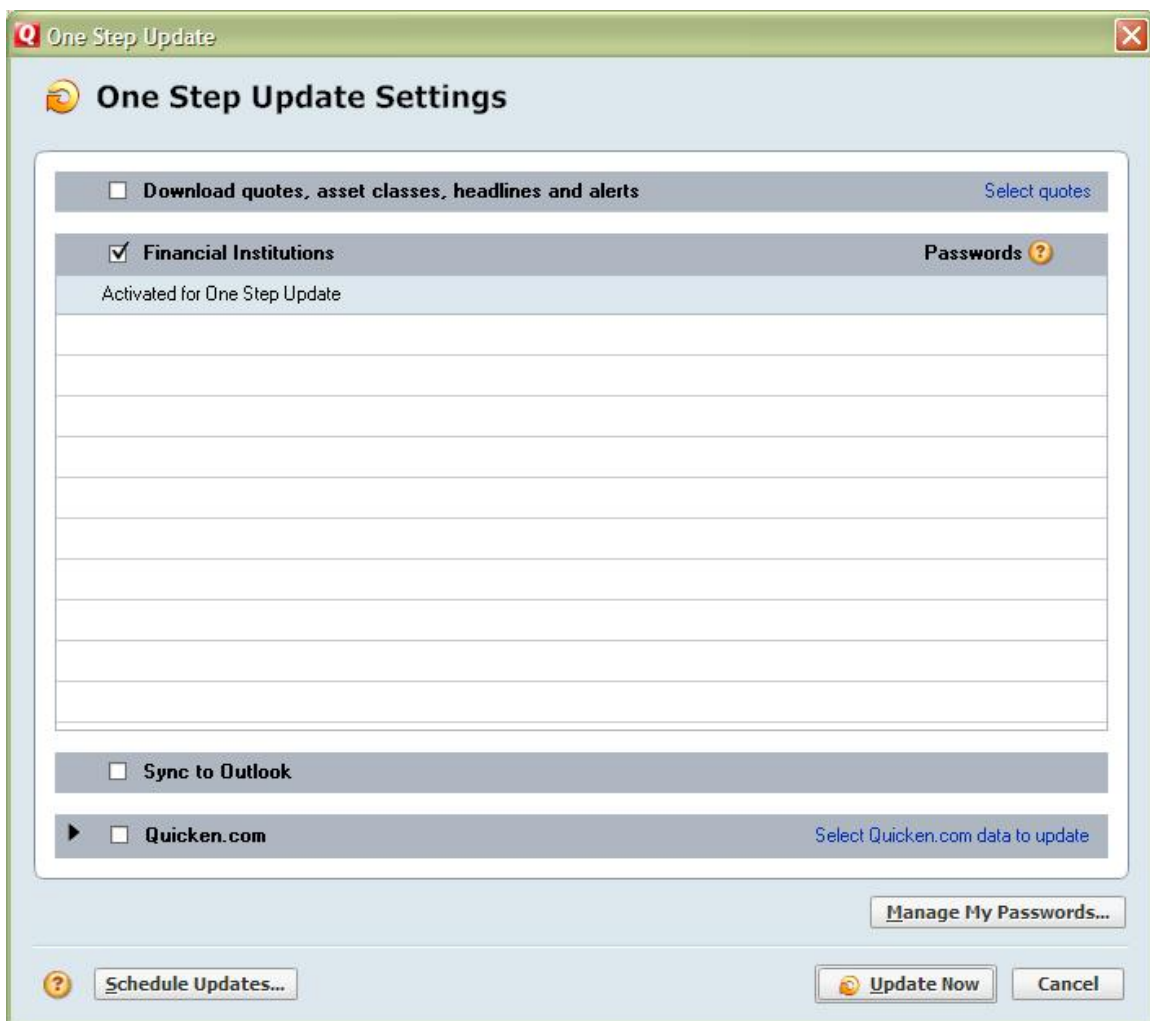 One Step Update
One Step Update Settings
Download quotes, asset classes, headlines and alerts Select quotes
Financial Institutions Passwords ?
Activated for One Step Update
Sync to Outlook
Quicken.com Select Quicken.com data to update
Manage My Passwords...
? Schedule Updates... Update Now Cancel